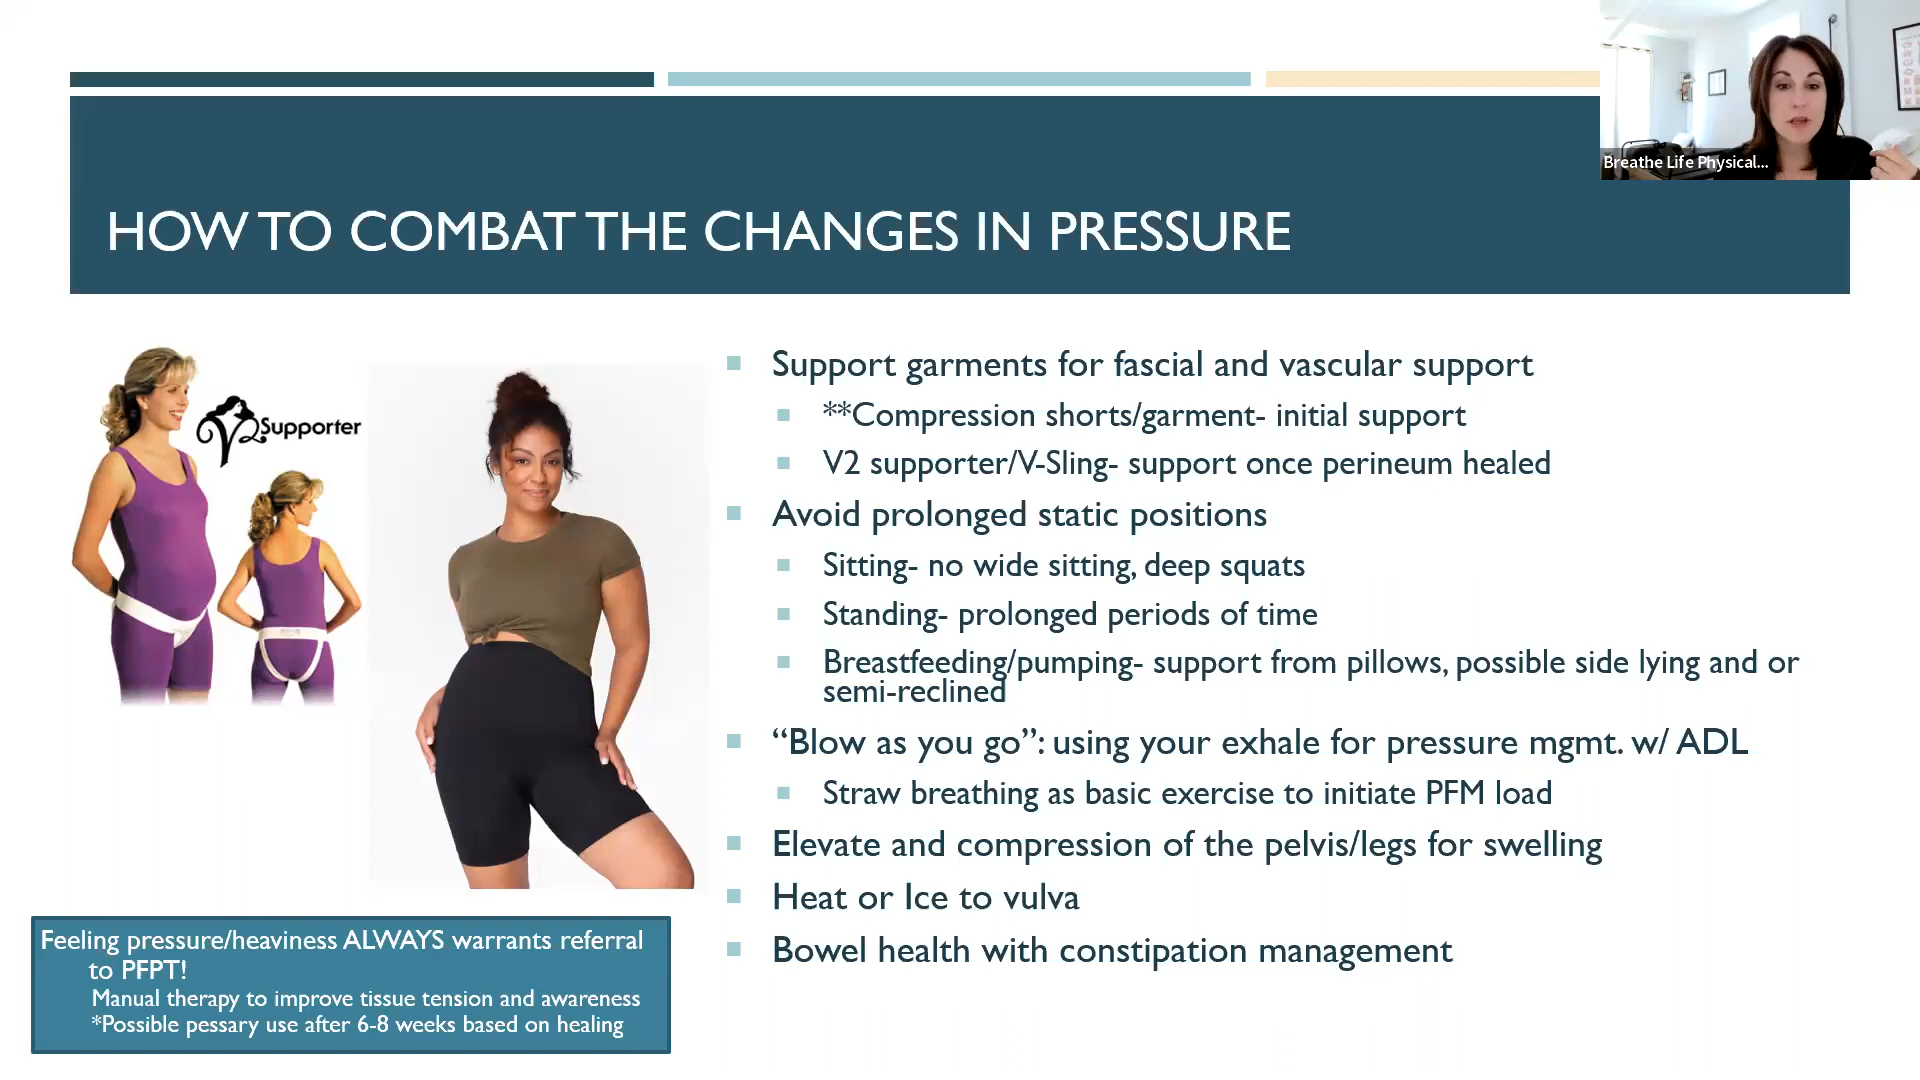 Breathe Life Physical...
HOW TO COMBAT THE CHANGES IN PRESSURE
V2 Supporter
Support garments for fascial and vascular support
**Compression shorts/garment- initial support
V2 supporter/V-Sling- support once perineum healed
Avoid prolonged static positions
Sitting- no wide sitting, deep squats
Standing- prolonged periods of time
Breastfeeding/pumping- support from pillows, possible side lying and or
semi-reclined
“Blow as you go”: using your exhale for pressure mgmt. w/ ADL
Straw breathing as basic exercise to initiate PFM load
Elevate and compression of the pelvis/legs for swelling
Heat or Ice to vulva
Bowel health with constipation management
Feeling pressure/heaviness ALWAYS warrants referral
to PFPT!
Manual therapy to improve tissue tension and awareness
*Possible pessary use after 6-8 weeks based on healing